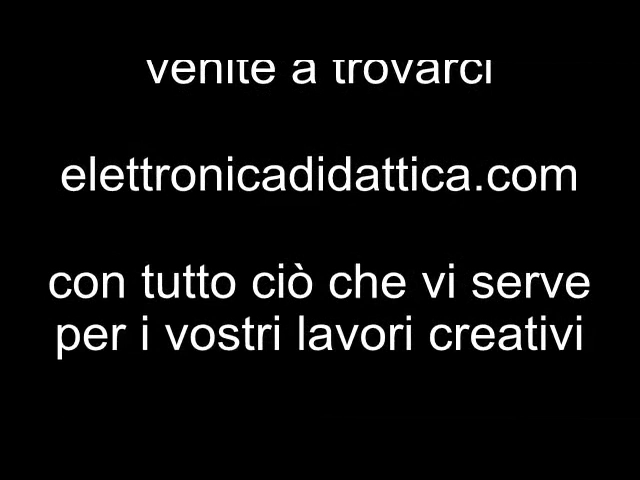 venite a trovarci
elettronicadidattica.com
con tutto ciò che vi serve
per i vostri lavori creativi